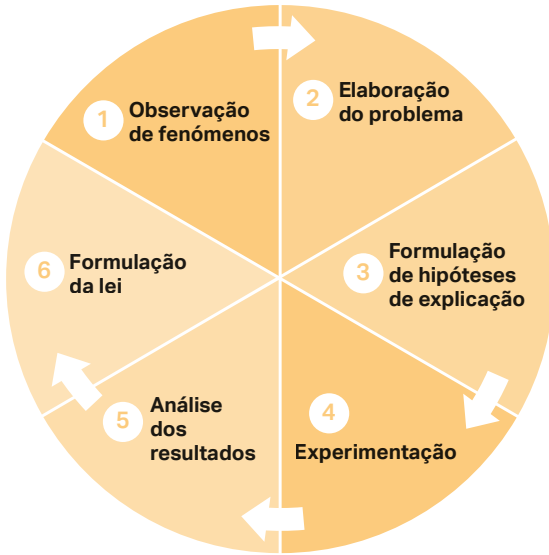 1
Observação
de fenómenos
2
Elaboração
do problema
3
Formulação
de hipóteses
de explicação
4
Experimentação
5
Análise
dos
resultados
6
Formulação
da lei